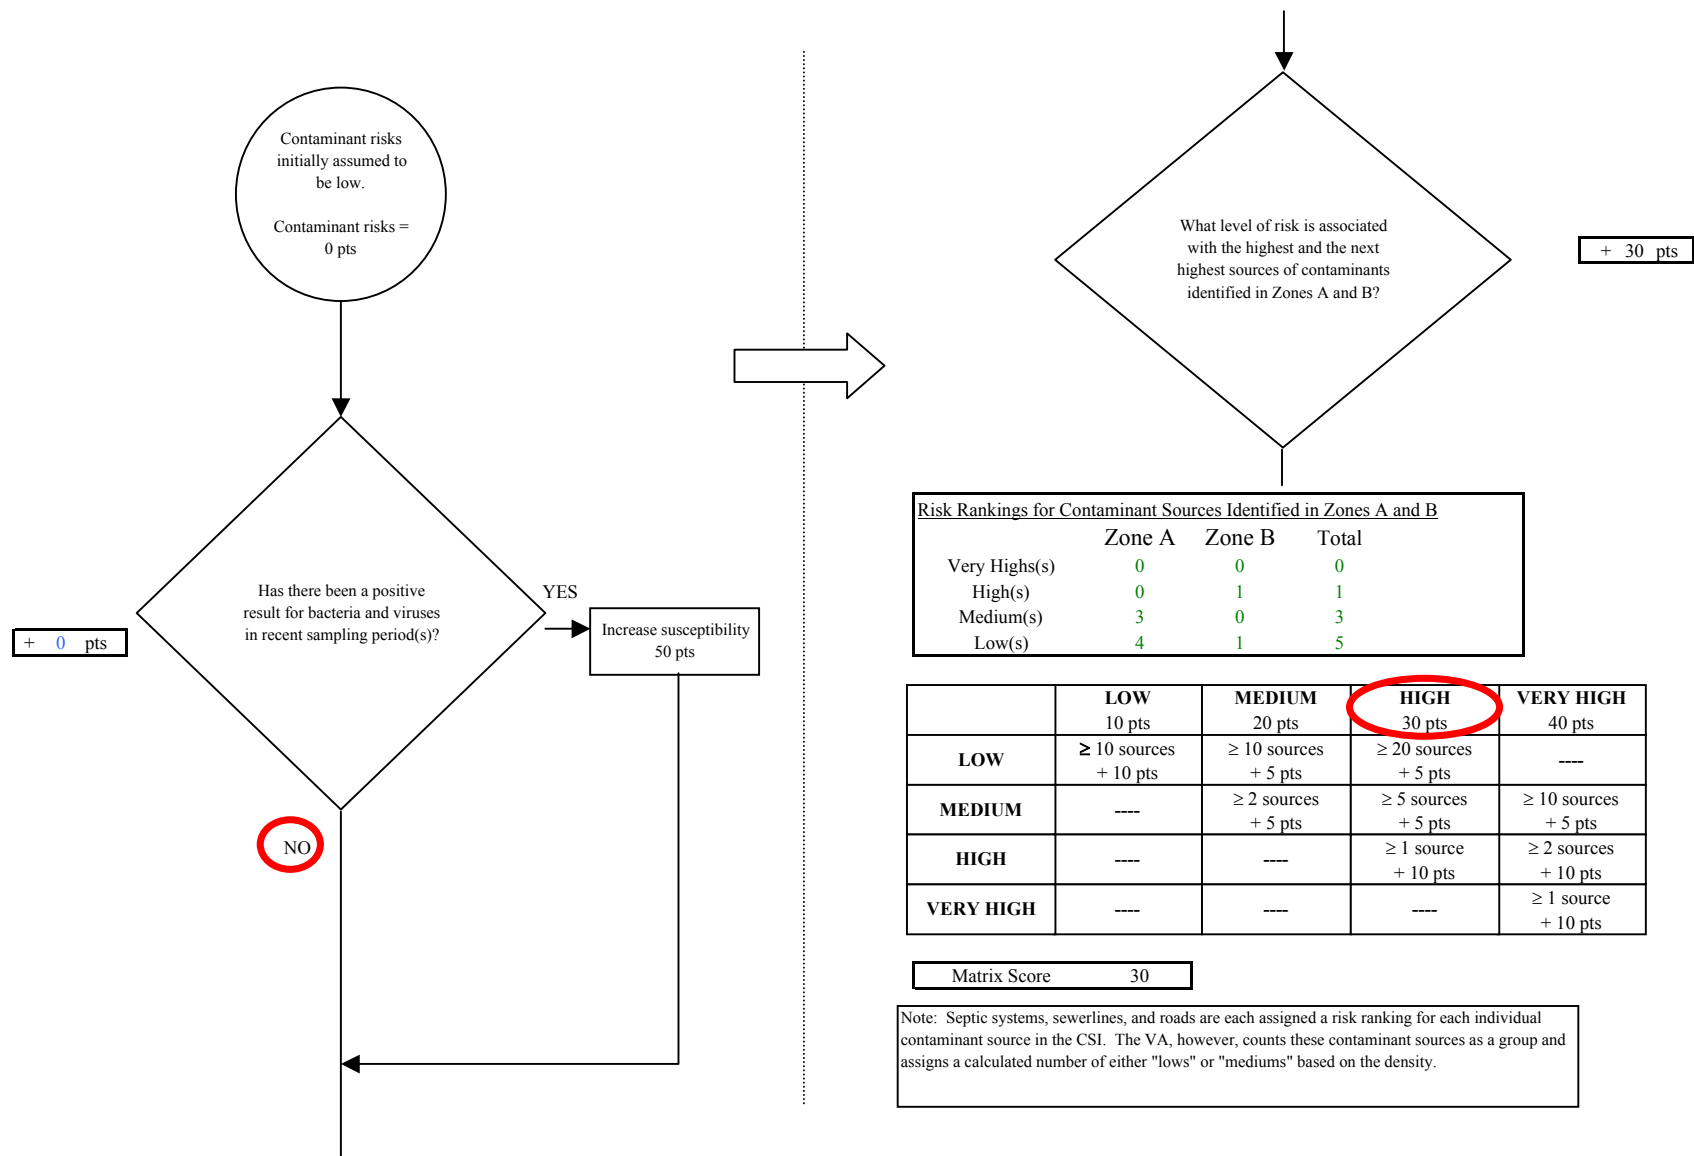 Contaminant risks
initially assumed to
be low.
Contaminant risks =
0 pts
Has there been a positive
result for bacteria and viruses
in recent sampling period(s)?
+ 0 pts
YES
Increase susceptibility
50 pts
NO
What level of risk is associated
with the highest and the next
highest sources of contaminants
identified in Zones A and B?
+ 30 pts
Risk Rankings for Contaminant Sources Identified in Zones A and B
Zone A Zone B Total
Very Highs(s) 0 0 0
High(s) 0 1 1
Medium(s) 3 0 3
Low(s) 4 1 5
LOW MEDIUM HIGH VERY HIGH
10 pts 20 pts 30 pts 40 pts
LOW ≥ 10 sources ≥ 10 sources ≥ 20 sources ----
+ 10 pts + 5 pts + 5 pts
MEDIUM ---- ≥ 2 sources ≥ 5 sources ≥ 10 sources
+ 5 pts + 5 pts + 5 pts
HIGH ---- ---- ≥ 1 source ≥ 2 sources
+ 10 pts + 10 pts
VERY HIGH ---- ---- ---- ≥ 1 source
+ 10 pts
Matrix Score 30
Note: Septic systems, sewerlines, and roads are each assigned a risk ranking for each individual
contaminant source in the CSI. The VA, however, counts these contaminant sources as a group and
assigns a calculated number of either "lows" or "mediums" based on the density.